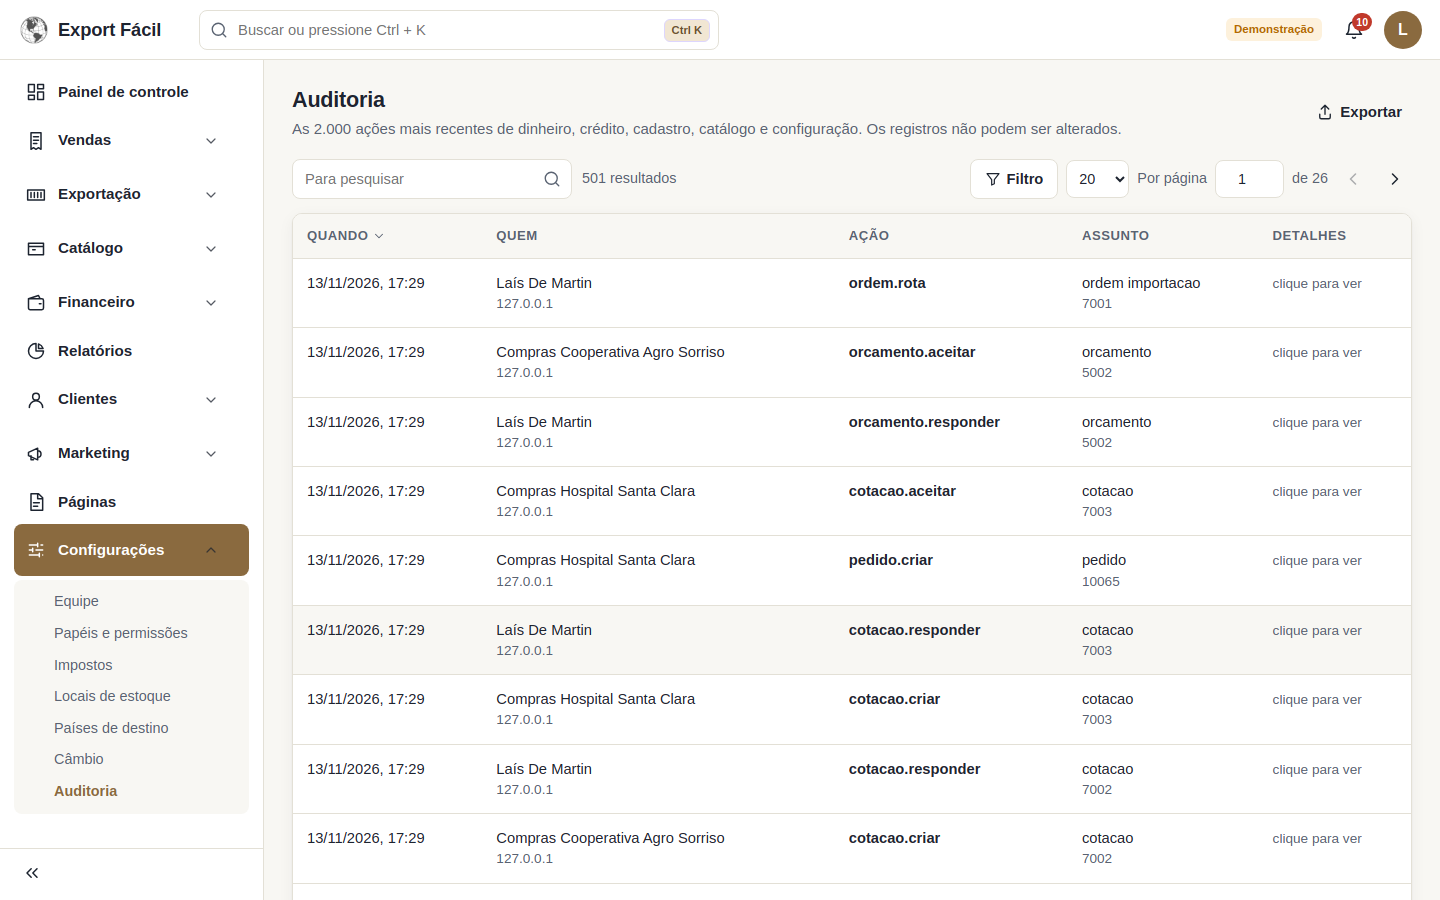 Export Fácil
Buscar ou pressione Ctrl + K
Ctrl K
Demonstração
10
L
Painel de controle
Vendas
Exportação
Catálogo
Financeiro
Relatórios
Clientes
Marketing
Páginas
Configurações
Equipe
Papéis e permissões
Impostos
Locais de estoque
Países de destino
Câmbio
Auditoria
Auditoria
As 2.000 ações mais recentes de dinheiro, crédito, cadastro, catálogo e configuração. Os registros não podem ser alterados.
Exportar
Para pesquisar
501 resultados
Filtro
20
Por página
1
de 26
QUANDO QUEM AÇÃO ASSUNTO DETALHES
13/11/2026, 17:29 Laís De Martin ordem.rota ordem importacao clique para ver
127.0.0.1 7001
13/11/2026, 17:29 Compras Cooperativa Agro Sorriso orcamento.aceitar orcamento clique para ver
127.0.0.1 5002
13/11/2026, 17:29 Laís De Martin orcamento.responder orcamento clique para ver
127.0.0.1 5002
13/11/2026, 17:29 Compras Hospital Santa Clara cotacao.aceitar cotacao clique para ver
127.0.0.1 7003
13/11/2026, 17:29 Compras Hospital Santa Clara pedido.criar pedido clique para ver
127.0.0.1 10065
13/11/2026, 17:29 Laís De Martin cotacao.responder cotacao clique para ver
127.0.0.1 7003
13/11/2026, 17:29 Compras Hospital Santa Clara cotacao.criar cotacao clique para ver
127.0.0.1 7003
13/11/2026, 17:29 Laís De Martin cotacao.responder cotacao clique para ver
127.0.0.1 7002
13/11/2026, 17:29 Compras Cooperativa Agro Sorriso cotacao.criar cotacao clique para ver
127.0.0.1 7002